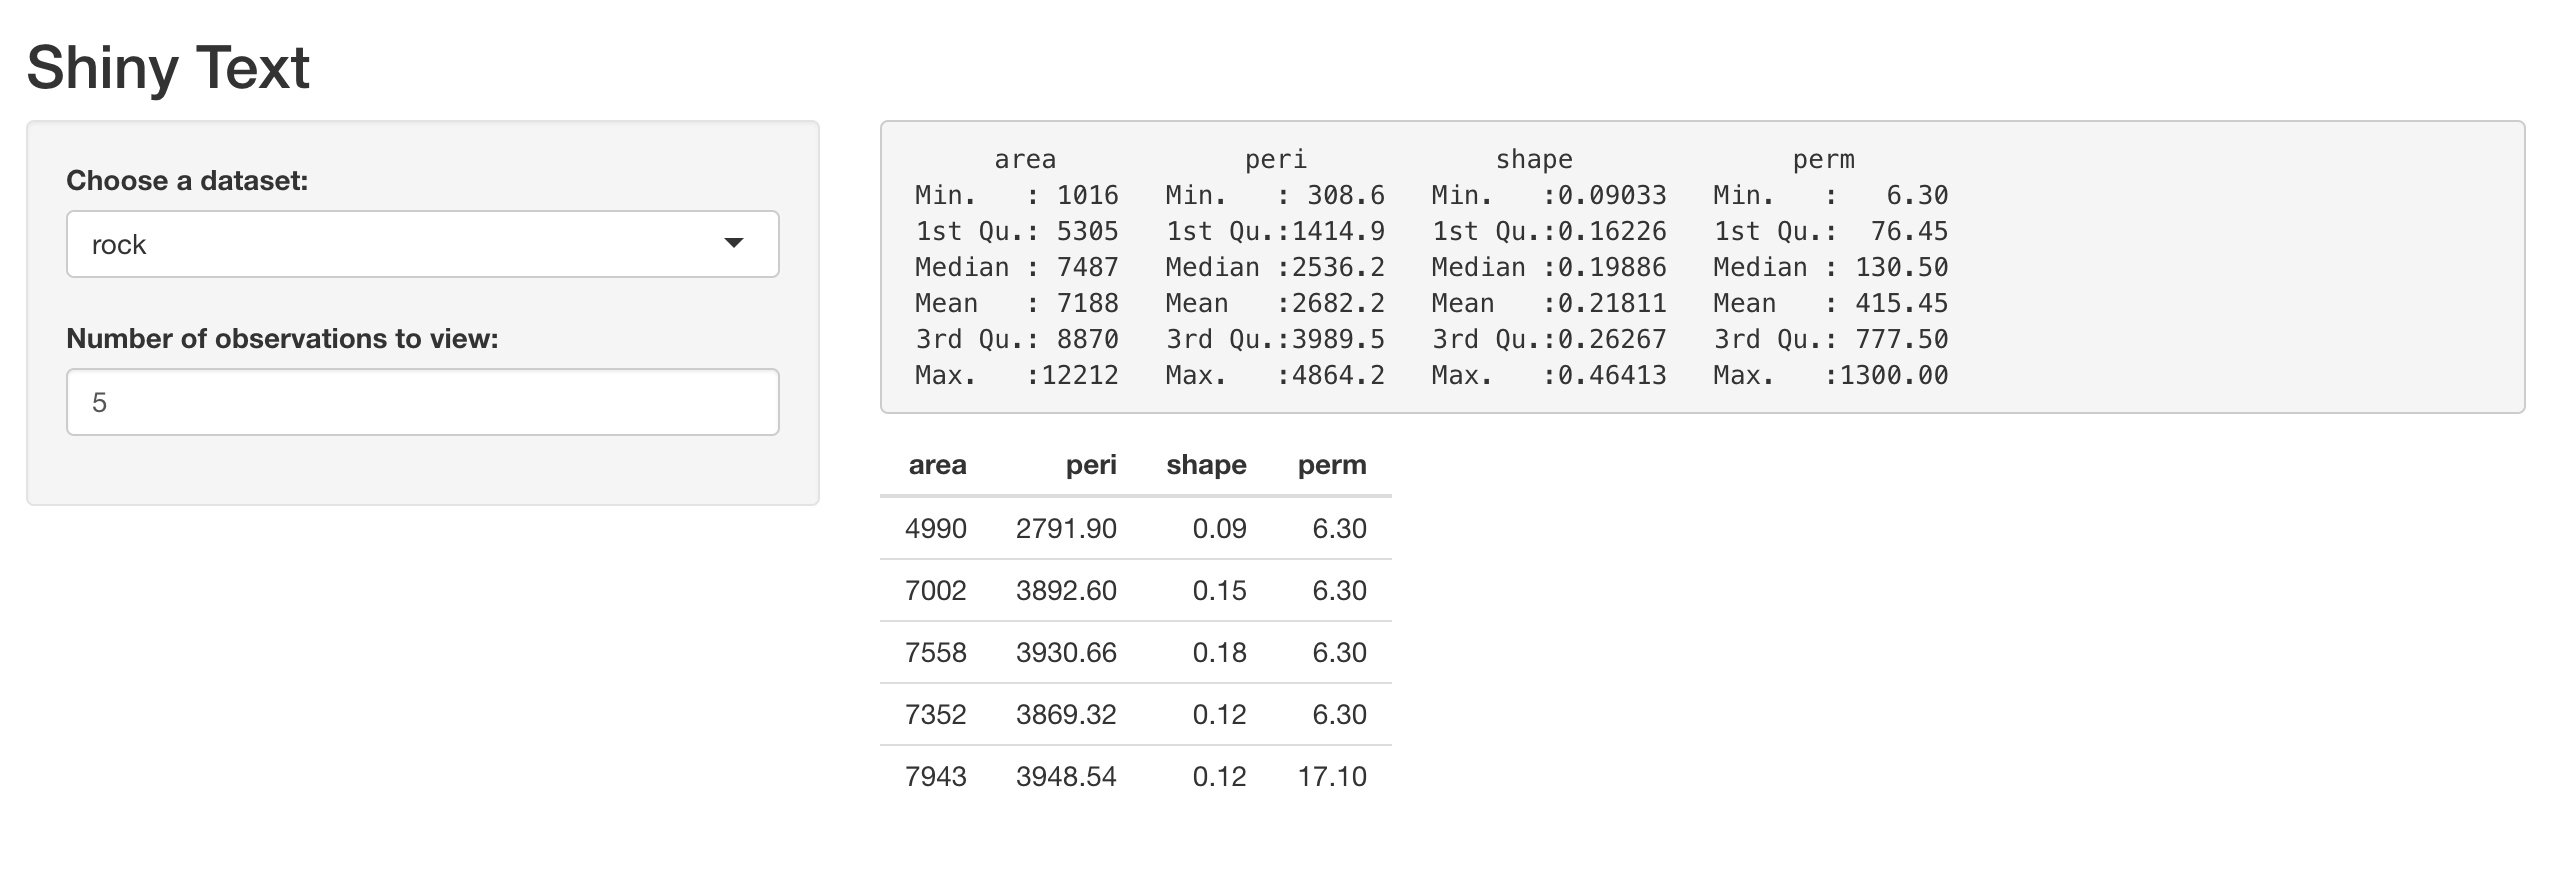 Shiny Text
Choose a dataset:
rock
Number of observations to view:
5
     area            peri            shape              perm
Min.   : 1016   Min.   : 308.6   Min.   :0.09033   Min.   :   6.30
1st Qu.: 5305   1st Qu.:1414.9   1st Qu.:0.16226   1st Qu.:  76.45
Median : 7487   Median :2536.2   Median :0.19886   Median : 130.50
Mean   : 7188   Mean   :2682.2   Mean   :0.21811   Mean   : 415.45
3rd Qu.: 8870   3rd Qu.:3989.5   3rd Qu.:0.26267   3rd Qu.: 777.50
Max.   :12212   Max.   :4864.2   Max.   :0.46413   Max.   :1300.00
area peri shape perm
4990 2791.90 0.09 6.30
7002 3892.60 0.15 6.30
7558 3930.66 0.18 6.30
7352 3869.32 0.12 6.30
7943 3948.54 0.12 17.10